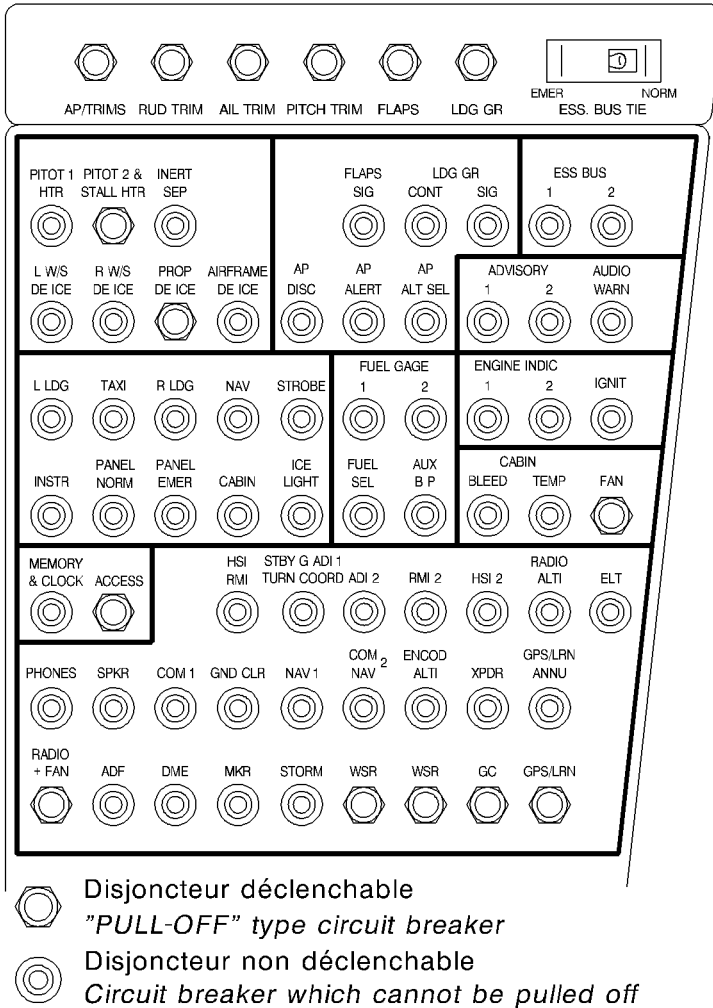 EMER NORM
AP/TRIMS RUD TRIM AIL TRIM PITCH TRIM FLAPS LDG GR ESS. BUS TIE
PITOT 1 PITOT 2 & INERT FLAPS LDG GR ESS BUS
HTR STALL HTR SEP SIG CONT SIG 1 2
L W/S R W/S PROP AIRFRAME AP AP AP ADVISORY AUDIO
DE ICE DE ICE DE ICE DE ICE DISC ALERT ALT SEL 1 2 WARN
FUEL GAGE ENGINE INDIC
L LDG TAXI R LDG NAV STROBE 1 2 1 2 IGNIT
PANEL PANEL ICE FUEL AUX CABIN
INSTR NORM EMER CABIN LIGHT SEL B P BLEED TEMP FAN
MEMORY HSI STBY G ADI 1 RADIO
& CLOCK ACCESS RMI TURN COORD ADI 2 RMI 2 HSI 2 ALTI ELT
COM 2 ENCOD GPS/LRN
PHONES SPKR COM 1 GND CLR NAV 1 NAV ALTI XPDR ANNU
RADIO
+ FAN ADF DME MKR STORM WSR WSR GC GPS/LRN
Disjoncteur déclenchable
"PULL-OFF" type circuit breaker
Disjoncteur non déclenchable
Circuit breaker which cannot be pulled off